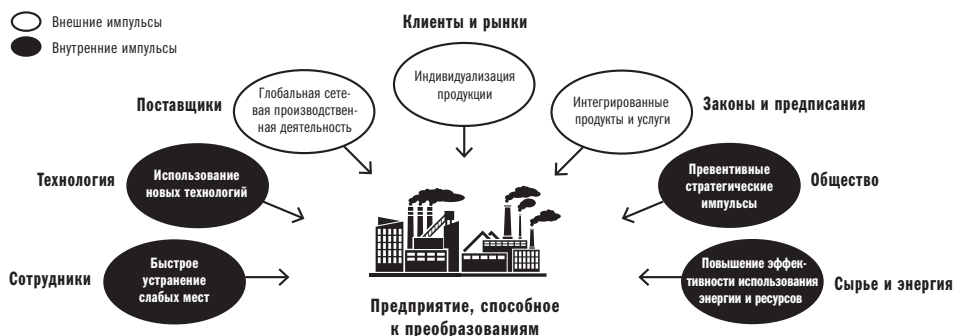 Внешние импульсы
Внутренние импульсы
Клиенты и рынки
Индивидуализация
продукции
Поставщики
Глобальная сете-
вая производствен-
ная деятельность
Интегрированные
продукты и услуги
Законы и предписания
Технология
Использование
новых технологий
Превентивные
стратегические
импульсы
Общество
Сотрудники
Быстрое
устранение
слабых мест
Повышение эффек-
тивности использования
энергии и ресурсов
Сырье и энергия
Предприятие, способное
к преобразованиям